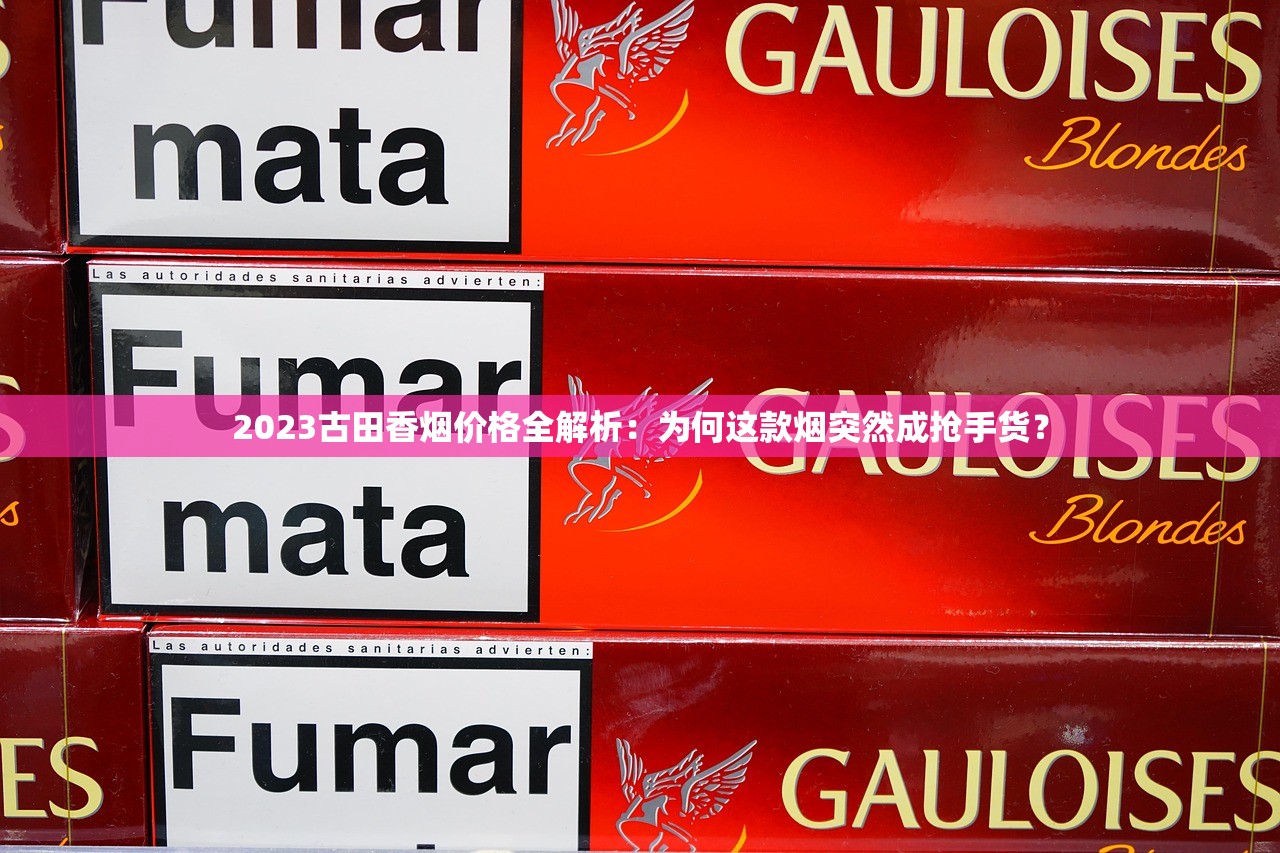 Fumar
mata
GAULOISES
Blondes
Las autoridades sanitarias advierten:
Fumar
mata
GAULOISES
Blondes
2023古田香烟价格全解析：为何这款烟突然成抢手货？
Las autoridades sanitarias advierten:
Fumar
ES
GAULOISES